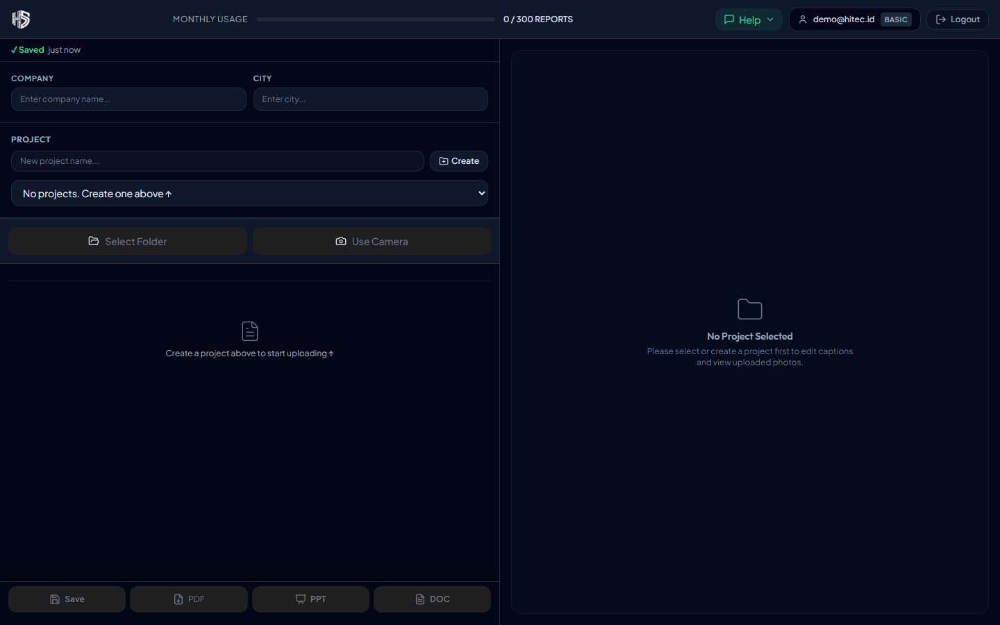 HS
MONTHLY USAGE
0 / 300 REPORTS
Help
demo@hitec.id
BASIC
Logout
✓ Saved just now
COMPANY
CITY
Enter company name...
Enter city...
PROJECT
New project name...
Create
No projects. Create one above ↑
Select Folder
Use Camera
Create a project above to start uploading ↑
No Project Selected
Please select or create a project first to edit captions
and view uploaded photos.
Save
PDF
PPT
DOC